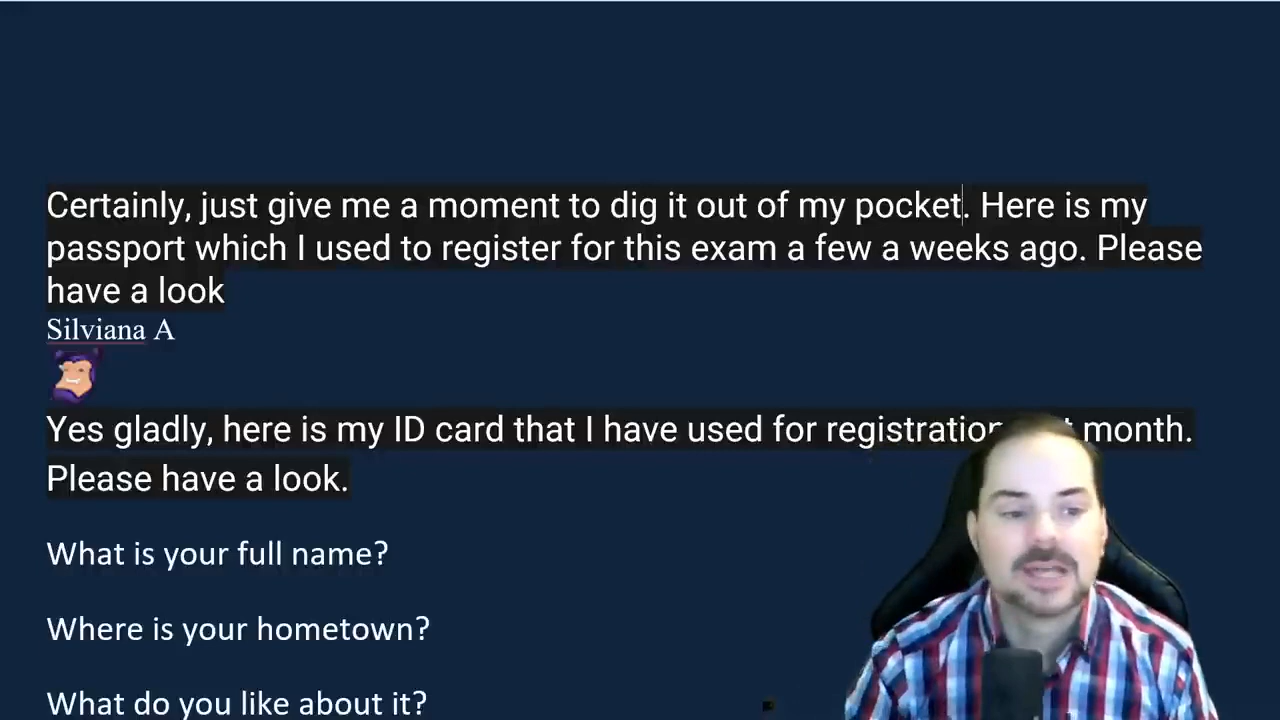 Certainly, just give me a moment to dig it out of my pocket. Here is my
passport which I used to register for this exam a few a weeks ago. Please
have a look
Silviana A
Yes gladly, here is my ID card that I have used for registration month.
Please have a look.
What is your full name?
Where is your hometown?
What do you like about it?